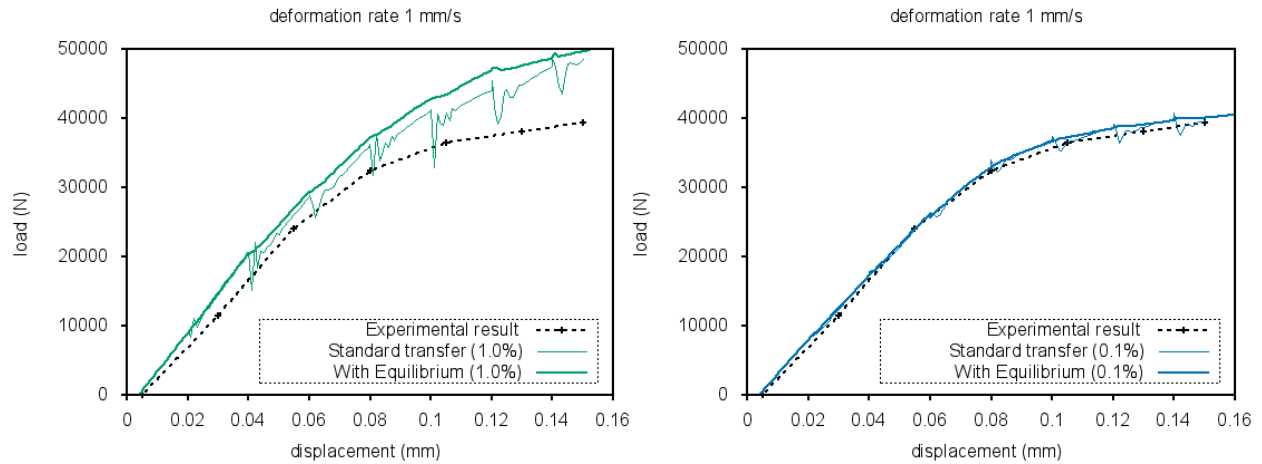 deformation rate 1 mm/s
50000
40000
30000
20000
10000
0
load (N)
Experimental result
Standard transfer (1.0%)
With Equilibrium (1.0%)
0 0.02 0.04 0.06 0.08 0.1 0.12 0.14 0.16
displacement (mm)
deformation rate 1 mm/s
50000
40000
30000
20000
10000
0
load (N)
Experimental result
Standard transfer (0.1%)
With Equilibrium (0.1%)
0 0.02 0.04 0.06 0.08 0.1 0.12 0.14 0.16
displacement (mm)